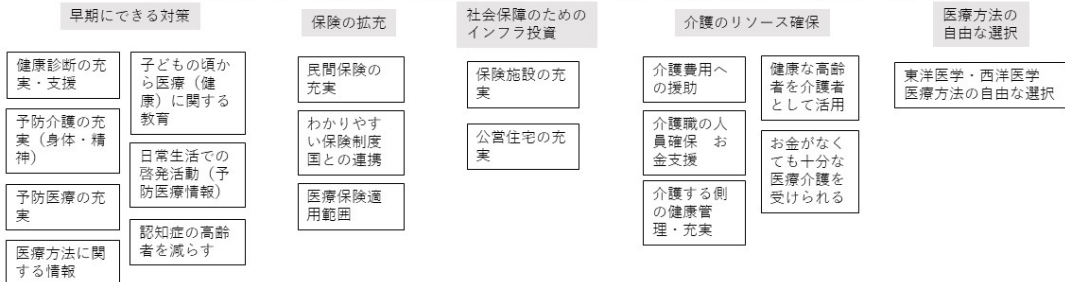 早期にできる対策
健康診断の充
実・支援
予防介護の充
実（身体・精
神）
予防医療の充
実
医療方法に関
する情報
子どもの頃か
ら医療（健
康）に関する
教育
日常生活での
啓発活動（予
防医療情報）
認知症の高齢
者を減らす
保険の拡充
民間保険の
充実
わかりやす
い保険制度
国との連携
医療保険適
用範囲
社会保障のための
インフラ投資
保険施設の充
実
公営住宅の充
実
介護のリソース確保
介護費用へ
の援助
介護職の人
員確保　お
金支援
介護する側
の健康管
理・充実
健康な高齢
者を介護者
として活用
お金がなく
ても十分な
医療介護を
受けられる
医療方法の
自由な選択
東洋医学・西洋医学
医療方法の自由な選択